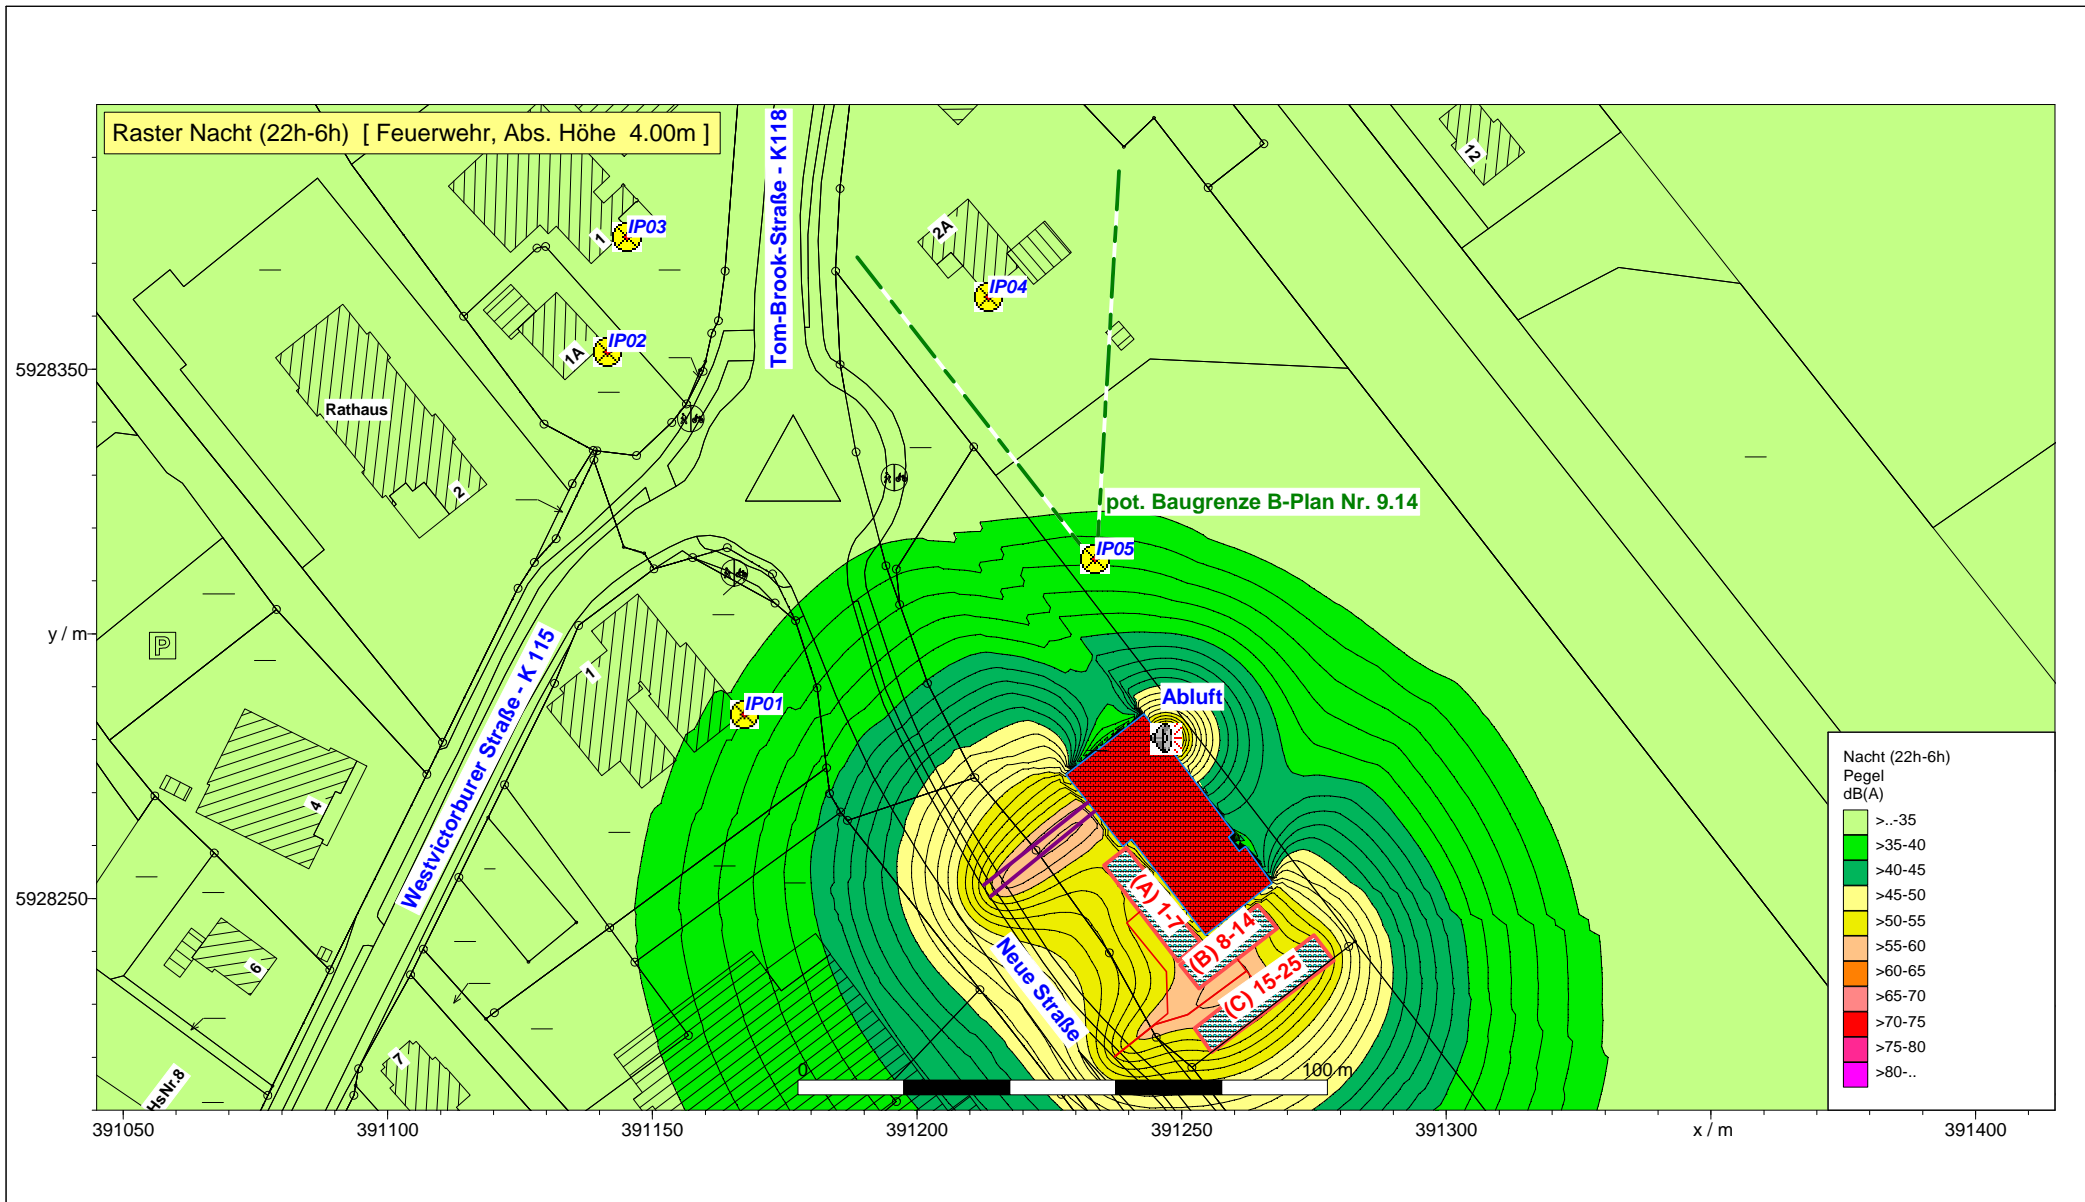 Raster Nacht (22h-6h) [ Feuerwehr, Abs. Höhe 4.00m ]
Tom-Brook-Straße - K118
12
2A
IP03
1
IP04
IP02
1A
5928350
Rathaus
2
pot. Baugrenze B-Plan Nr. 9.14
IP05
y / m
P
Westvictorburer Straße - K 115
1
IP01
Abluft
4
(A) 1-7
(B) 8-14
(C) 15-25
Neue Straße
5928250
6
7
HsNr.8
0
100 m
Nacht (22h-6h)
Pegel
dB(A)
>..-35
>35-40
>40-45
>45-50
>50-55
>55-60
>60-65
>65-70
>70-75
>75-80
>80-..
391050
391100
391150
391200
391250
391300
x / m
391400